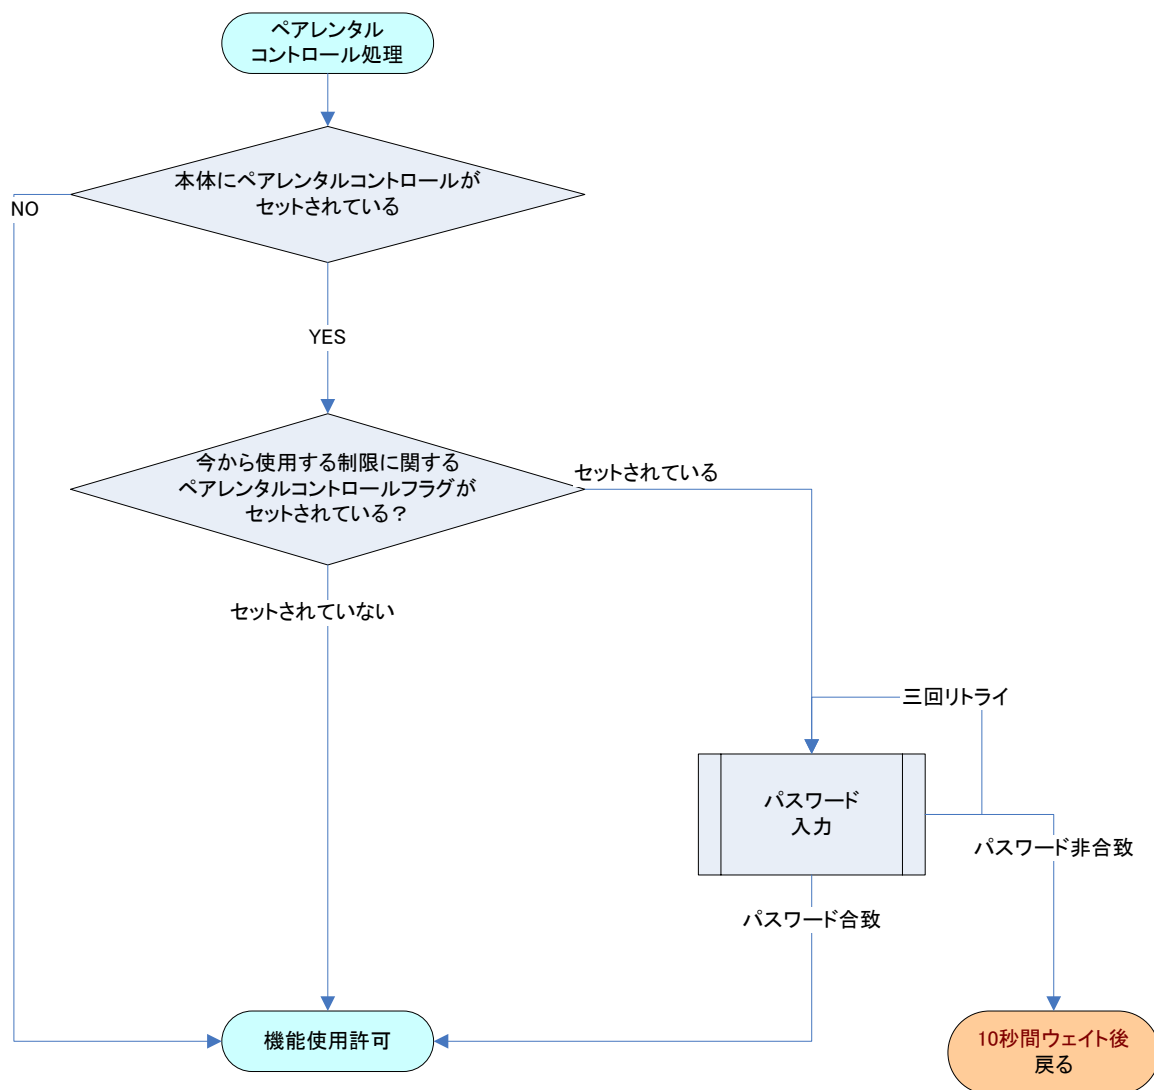 ペアレンタル
コントロール処理
本体にペアレンタルコントロールが
セットされている
NO
YES
今から使用する制限に関する
ペアレンタルコントロールフラグが
セットされている？
セットされている
セットされていない
三回リトライ
パスワード
入力
パスワード非合致
パスワード合致
機能使用許可
10秒間ウェイト後
戻る